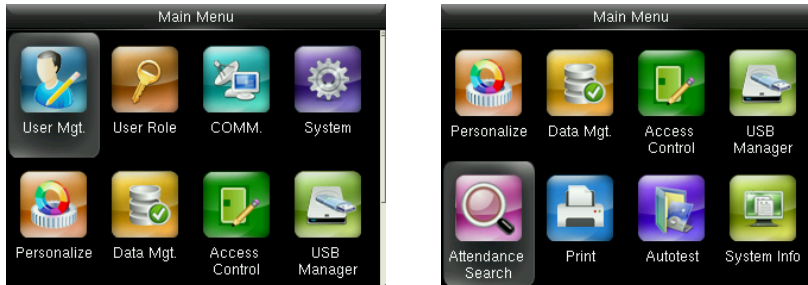 Main Menu
User Mgt.
User Role
COMM.
System
Personalize
Data Mgt.
Access
Control
USB
Manager
Main Menu
Personalize
Data Mgt.
Access
Control
USB
Manager
Attendance
Search
Print
Autotest
System Info